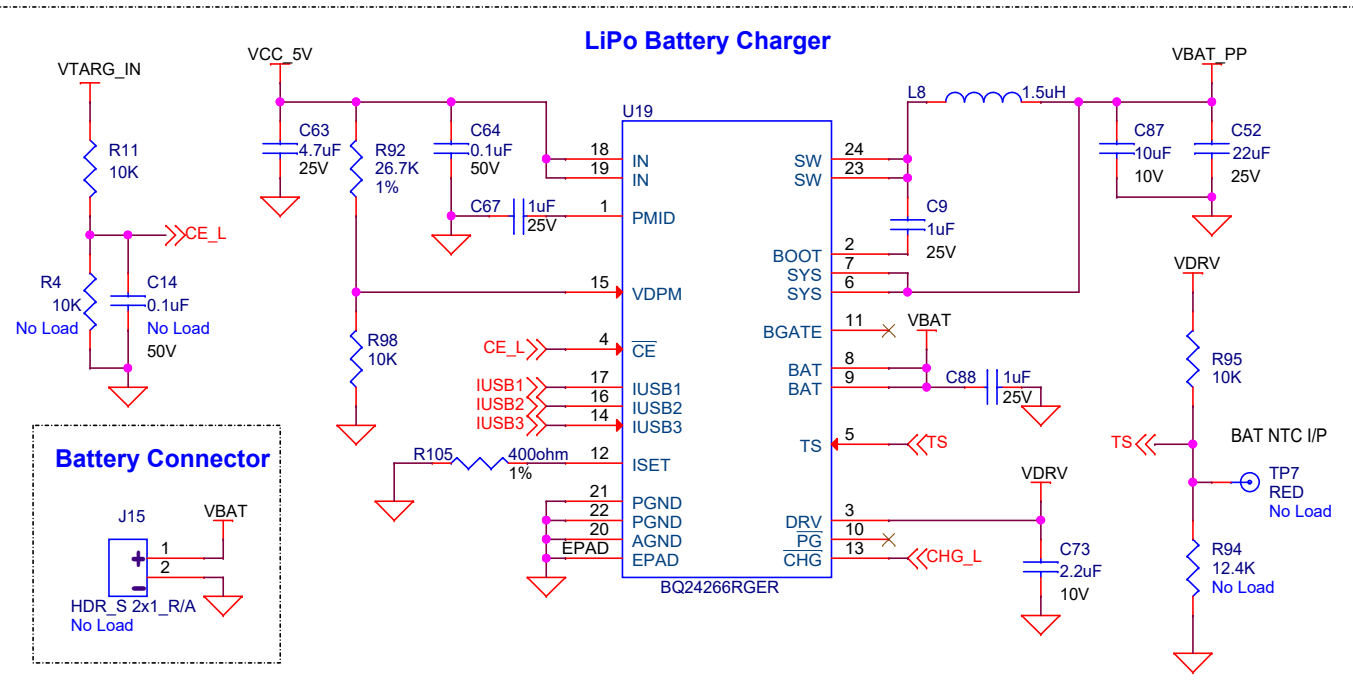 LiPo Battery Charger
VTARG_IN
R11
10K
CE_L
R4
10K
No Load
C14
0.1uF
No Load
50V
VCC_5V
C63
4.7uF
25V
R92
26.7K
1%
C64
0.1uF
50V
C67
1uF
25V
R98
10K
CE_L
IUSB1
IUSB2
IUSB3
R105
400ohm
1%
U19
18
IN
19
IN
1
PMID
15
VDPM
4
CE
17
IUSB1
16
IUSB2
14
IUSB3
12
ISET
21
PGND
22
PGND
20
AGND
EPAD
EPAD
SW
24
SW
23
BOOT
2
SYS
7
SYS
6
BGATE
11
BAT
8
BAT
9
TS
5
DRV
3
PG
10
CHG
13
BQ24266RGER
L8
1.5uH
VBAT_PP
C87
10uF
10V
C52
22uF
25V
C9
1uF
25V
VBAT
C88
1uF
25V
TS
VDRV
CHG_L
C73
2.2uF
10V
VDRV
R95
10K
TS
BAT NTC I/P
TP7
RED
No Load
R94
12.4K
No Load
Battery Connector
J15
VBAT
1
+
2
-
HDR_S 2x1_R/A
No Load